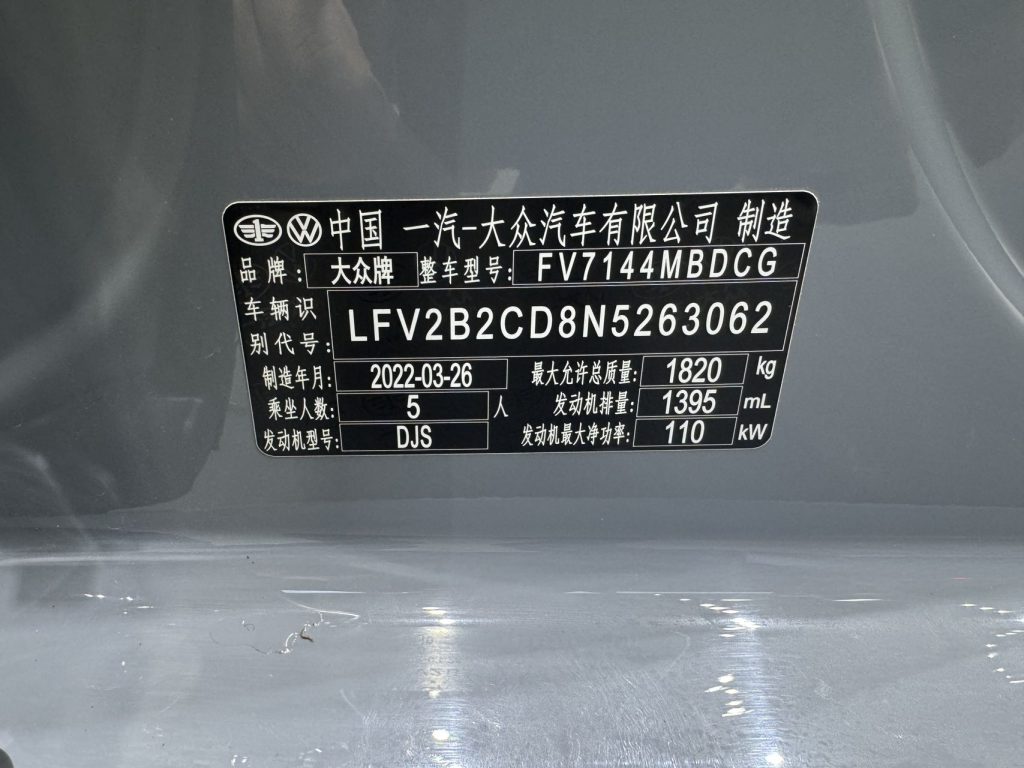 中国 一汽-大众汽车有限公司 制造
品牌: 大众牌 整车型号: FV7144MBDCG
车辆识别代号: LFV2B2CD8N5263062
制造年月: 2022-03-26 最大允许总质量: 1820 kg
乘坐人数: 5 人 发动机排量: 1395 mL
发动机型号: DJS 发动机最大净功率: 110 kW